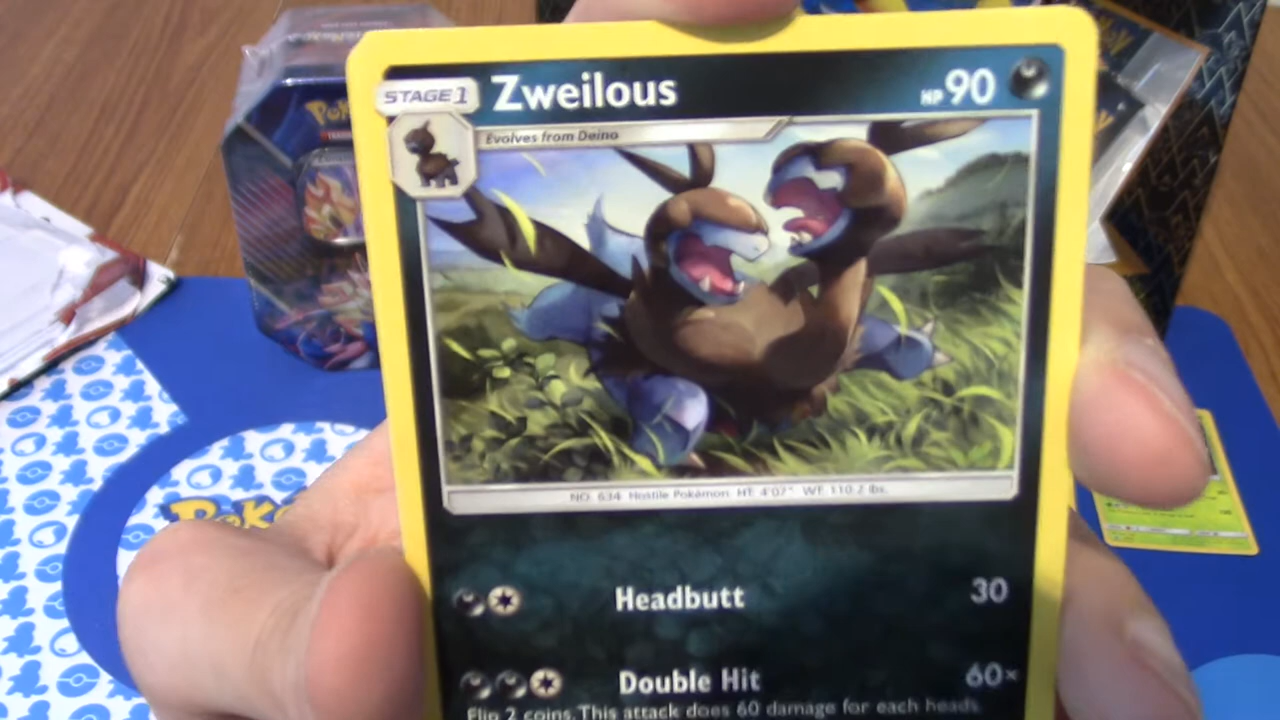 STAGE 1
Zweilous
HP 90
Evolves from Deino
NO. 634 Hostile Pokémon HT: 4'07" WT: 110.2 lbs.
Headbutt 30
Double Hit 60×
Flip 2 coins. This attack does 60 damage for each heads.